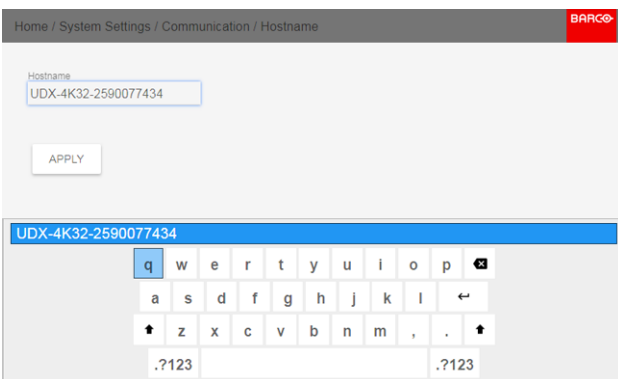 Home / System Settings / Communication / Hostname
BARCO
Hostname
UDX-4K32-2590077434
APPLY
UDX-4K32-2590077434
q w e r t y u i o p
a s d f g h j k l
z x c v b n m , .
.?123 .?123